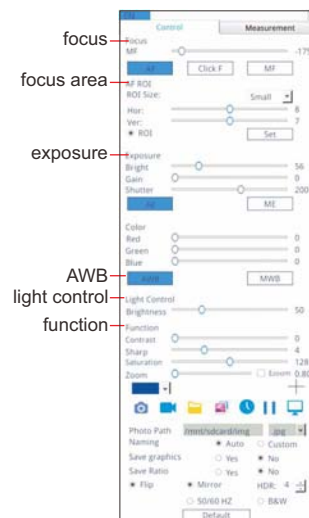 Control Measurement
focus
Focus
MF -175
AF Click F MF
focus area
AF ROI
ROI Size: Small
Hor: 8
Ver: 7
ROI Set
exposure
Exposure
Bright 56
Gain 0
Shutter 200
AE ME
Color
Red 0
Green 0
Blue 0
AWB
AWB MWB
light control
Light Control
Brightness 50
function
Function
Contrast 0
Sharp 4
Saturation 128
Zoom Zoom 0.80
Photo Path /mnt/sdcard/img .jpg
Naming Auto Custom
Save graphics Yes No
Save Ratio Yes No
Flip Mirror HDR: 4
50/60 HZ B&W
Default